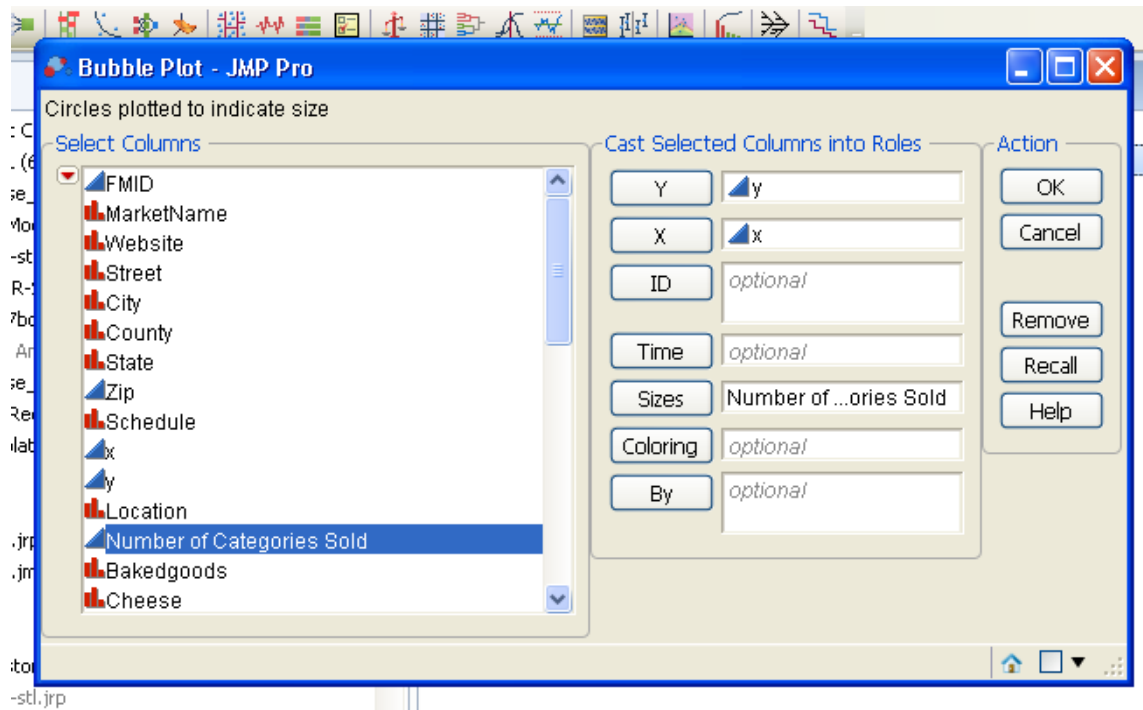 Bubble Plot - JMP Pro
Circles plotted to indicate size
Select Columns
FMID
MarketName
Website
Street
City
County
State
Zip
Schedule
x
y
Location
Number of Categories Sold
Bakedgoods
Cheese
Cast Selected Columns into Roles
Y
y
X
x
ID
optional
Time
optional
Sizes
Number of ...ories Sold
Coloring
optional
By
optional
Action
OK
Cancel
Remove
Recall
Help
-stl.jrp